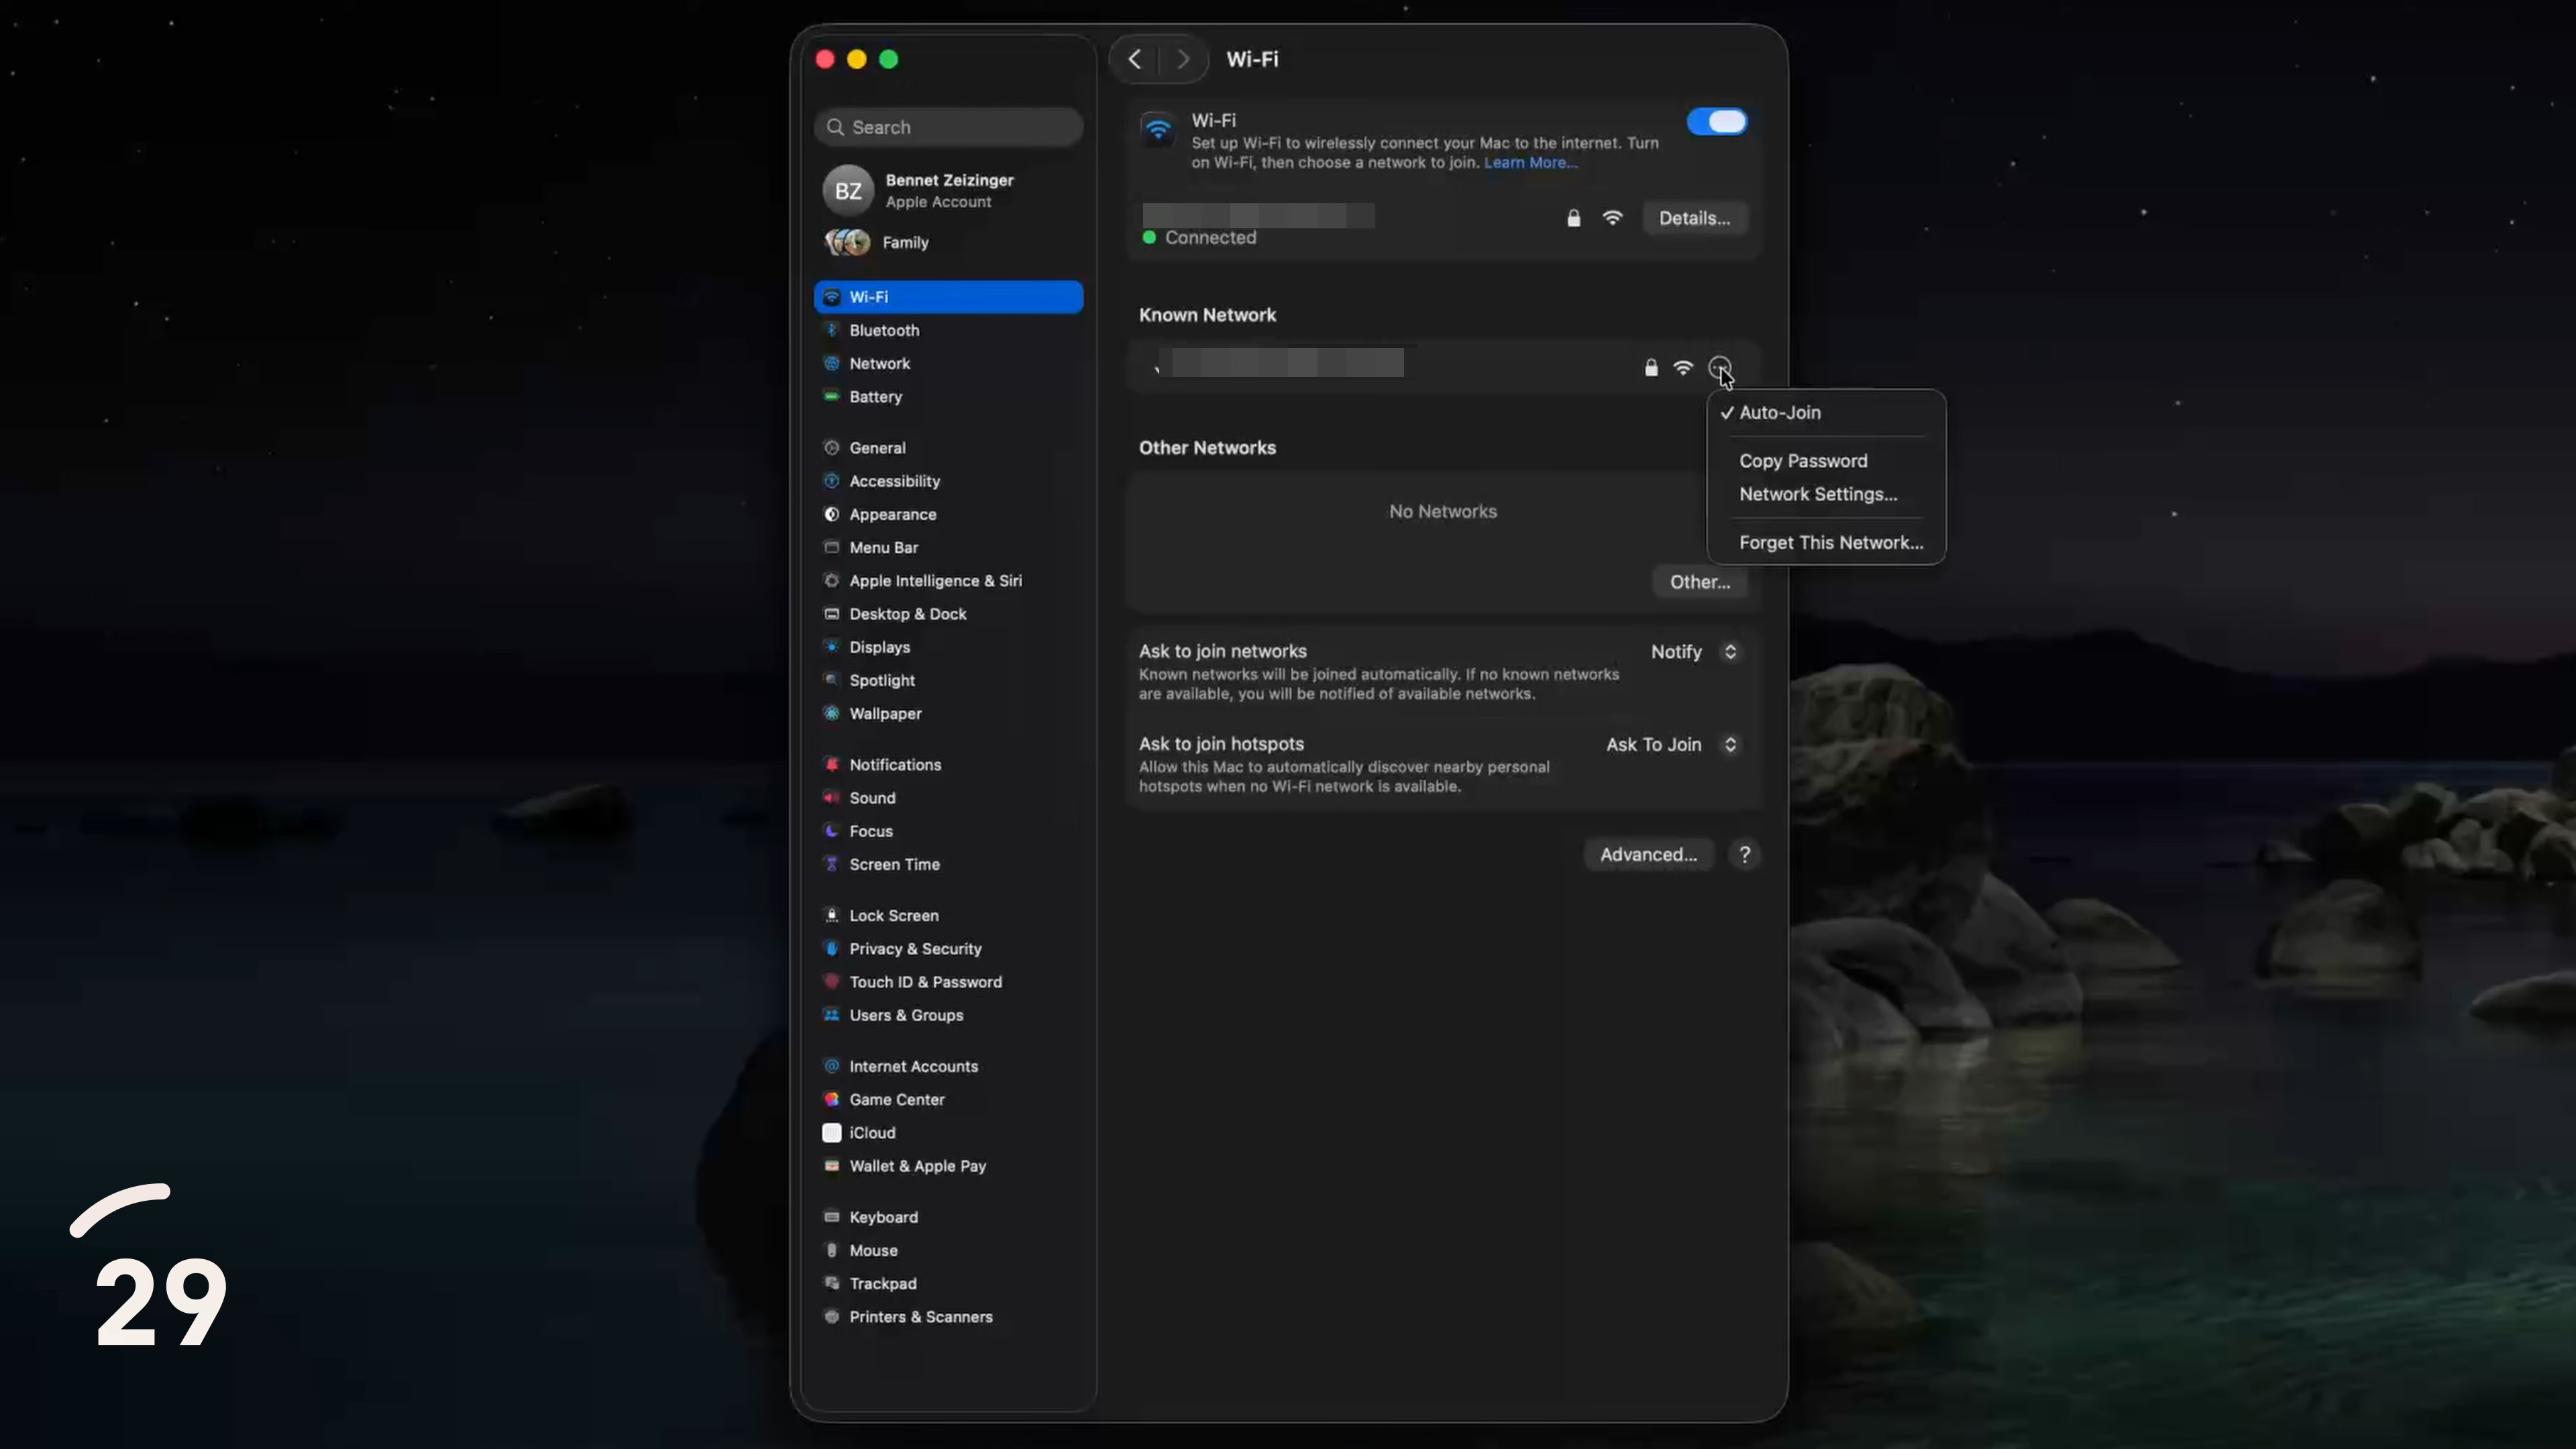 Wi-Fi
Search
BZ
Bennet Zeizinger
Apple Account
Family
Wi-Fi
Bluetooth
Network
Battery
General
Accessibility
Appearance
Menu Bar
Apple Intelligence & Siri
Desktop & Dock
Displays
Spotlight
Wallpaper
Notifications
Sound
Focus
Screen Time
Lock Screen
Privacy & Security
Touch ID & Password
Users & Groups
Internet Accounts
Game Center
iCloud
Wallet & Apple Pay
Keyboard
Mouse
Trackpad
Printers & Scanners
Wi-Fi
Set up Wi-Fi to wirelessly connect your Mac to the internet. Turn
on Wi-Fi, then choose a network to join. Learn More...
Connected
Details...
Known Network
Auto-Join
Copy Password
Network Settings...
Forget This Network...
Other Networks
No Networks
Other...
Ask to join networks
Notify
Known networks will be joined automatically. If no known networks
are available, you will be notified of available networks.
Ask to join hotspots
Ask To Join
Allow this Mac to automatically discover nearby personal
hotspots when no Wi-Fi network is available.
Advanced...
?
29